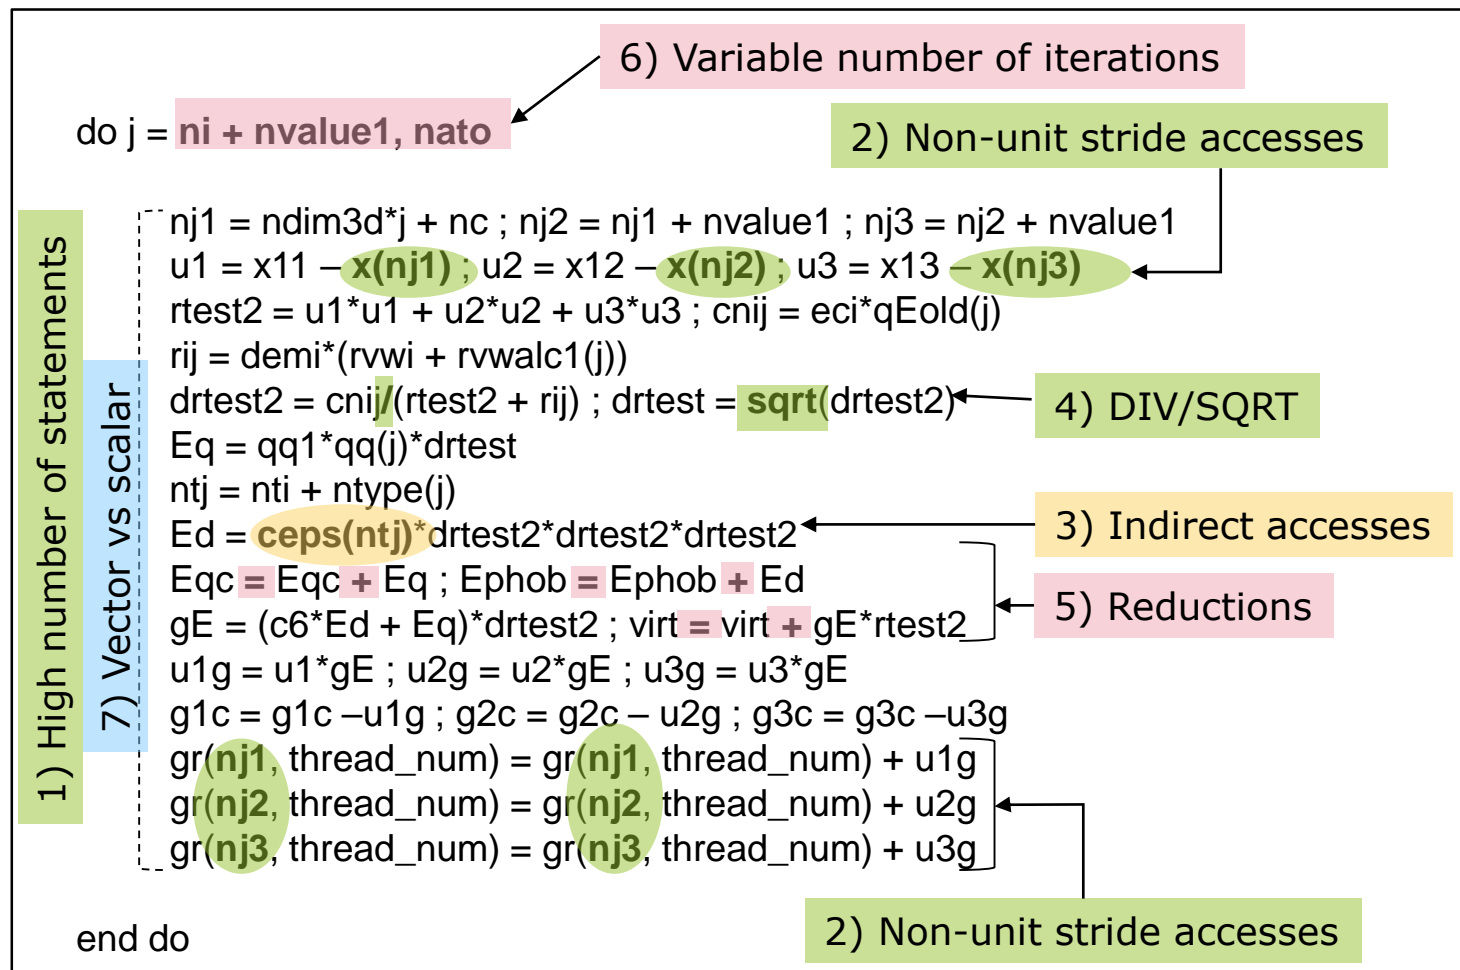 6) Variable number of iterations
do j = ni + nvalue1, nato
2) Non-unit stride accesses
1) High number of statements
7) Vector vs scalar
nj1 = ndim3d*j + nc ; nj2 = nj1 + nvalue1 ; nj3 = nj2 + nvalue1
u1 = x11 – x(nj1) ; u2 = x12 – x(nj2) ; u3 = x13 – x(nj3)
rtest2 = u1*u1 + u2*u2 + u3*u3 ; cnij = eci*qEold(j)
rij = demi*(rvwi + rvwalc1(j))
drtest2 = cnij/(rtest2 + rij) ; drtest = sqrt(drtest2)
4) DIV/SQRT
Eq = qq1*qq(j)*drtest
ntj = nti + ntype(j)
Ed = ceps(ntj)*drtest2*drtest2*drtest2
3) Indirect accesses
Eqc = Eqc + Eq ; Ephob = Ephob + Ed
5) Reductions
gE = (c6*Ed + Eq)*drtest2 ; virt = virt + gE*rtest2
u1g = u1*gE ; u2g = u2*gE ; u3g = u3*gE
g1c = g1c –u1g ; g2c = g2c – u2g ; g3c = g3c –u3g
gr(nj1, thread_num) = gr(nj1, thread_num) + u1g
gr(nj2, thread_num) = gr(nj2, thread_num) + u2g
gr(nj3, thread_num) = gr(nj3, thread_num) + u3g
2) Non-unit stride accesses
end do